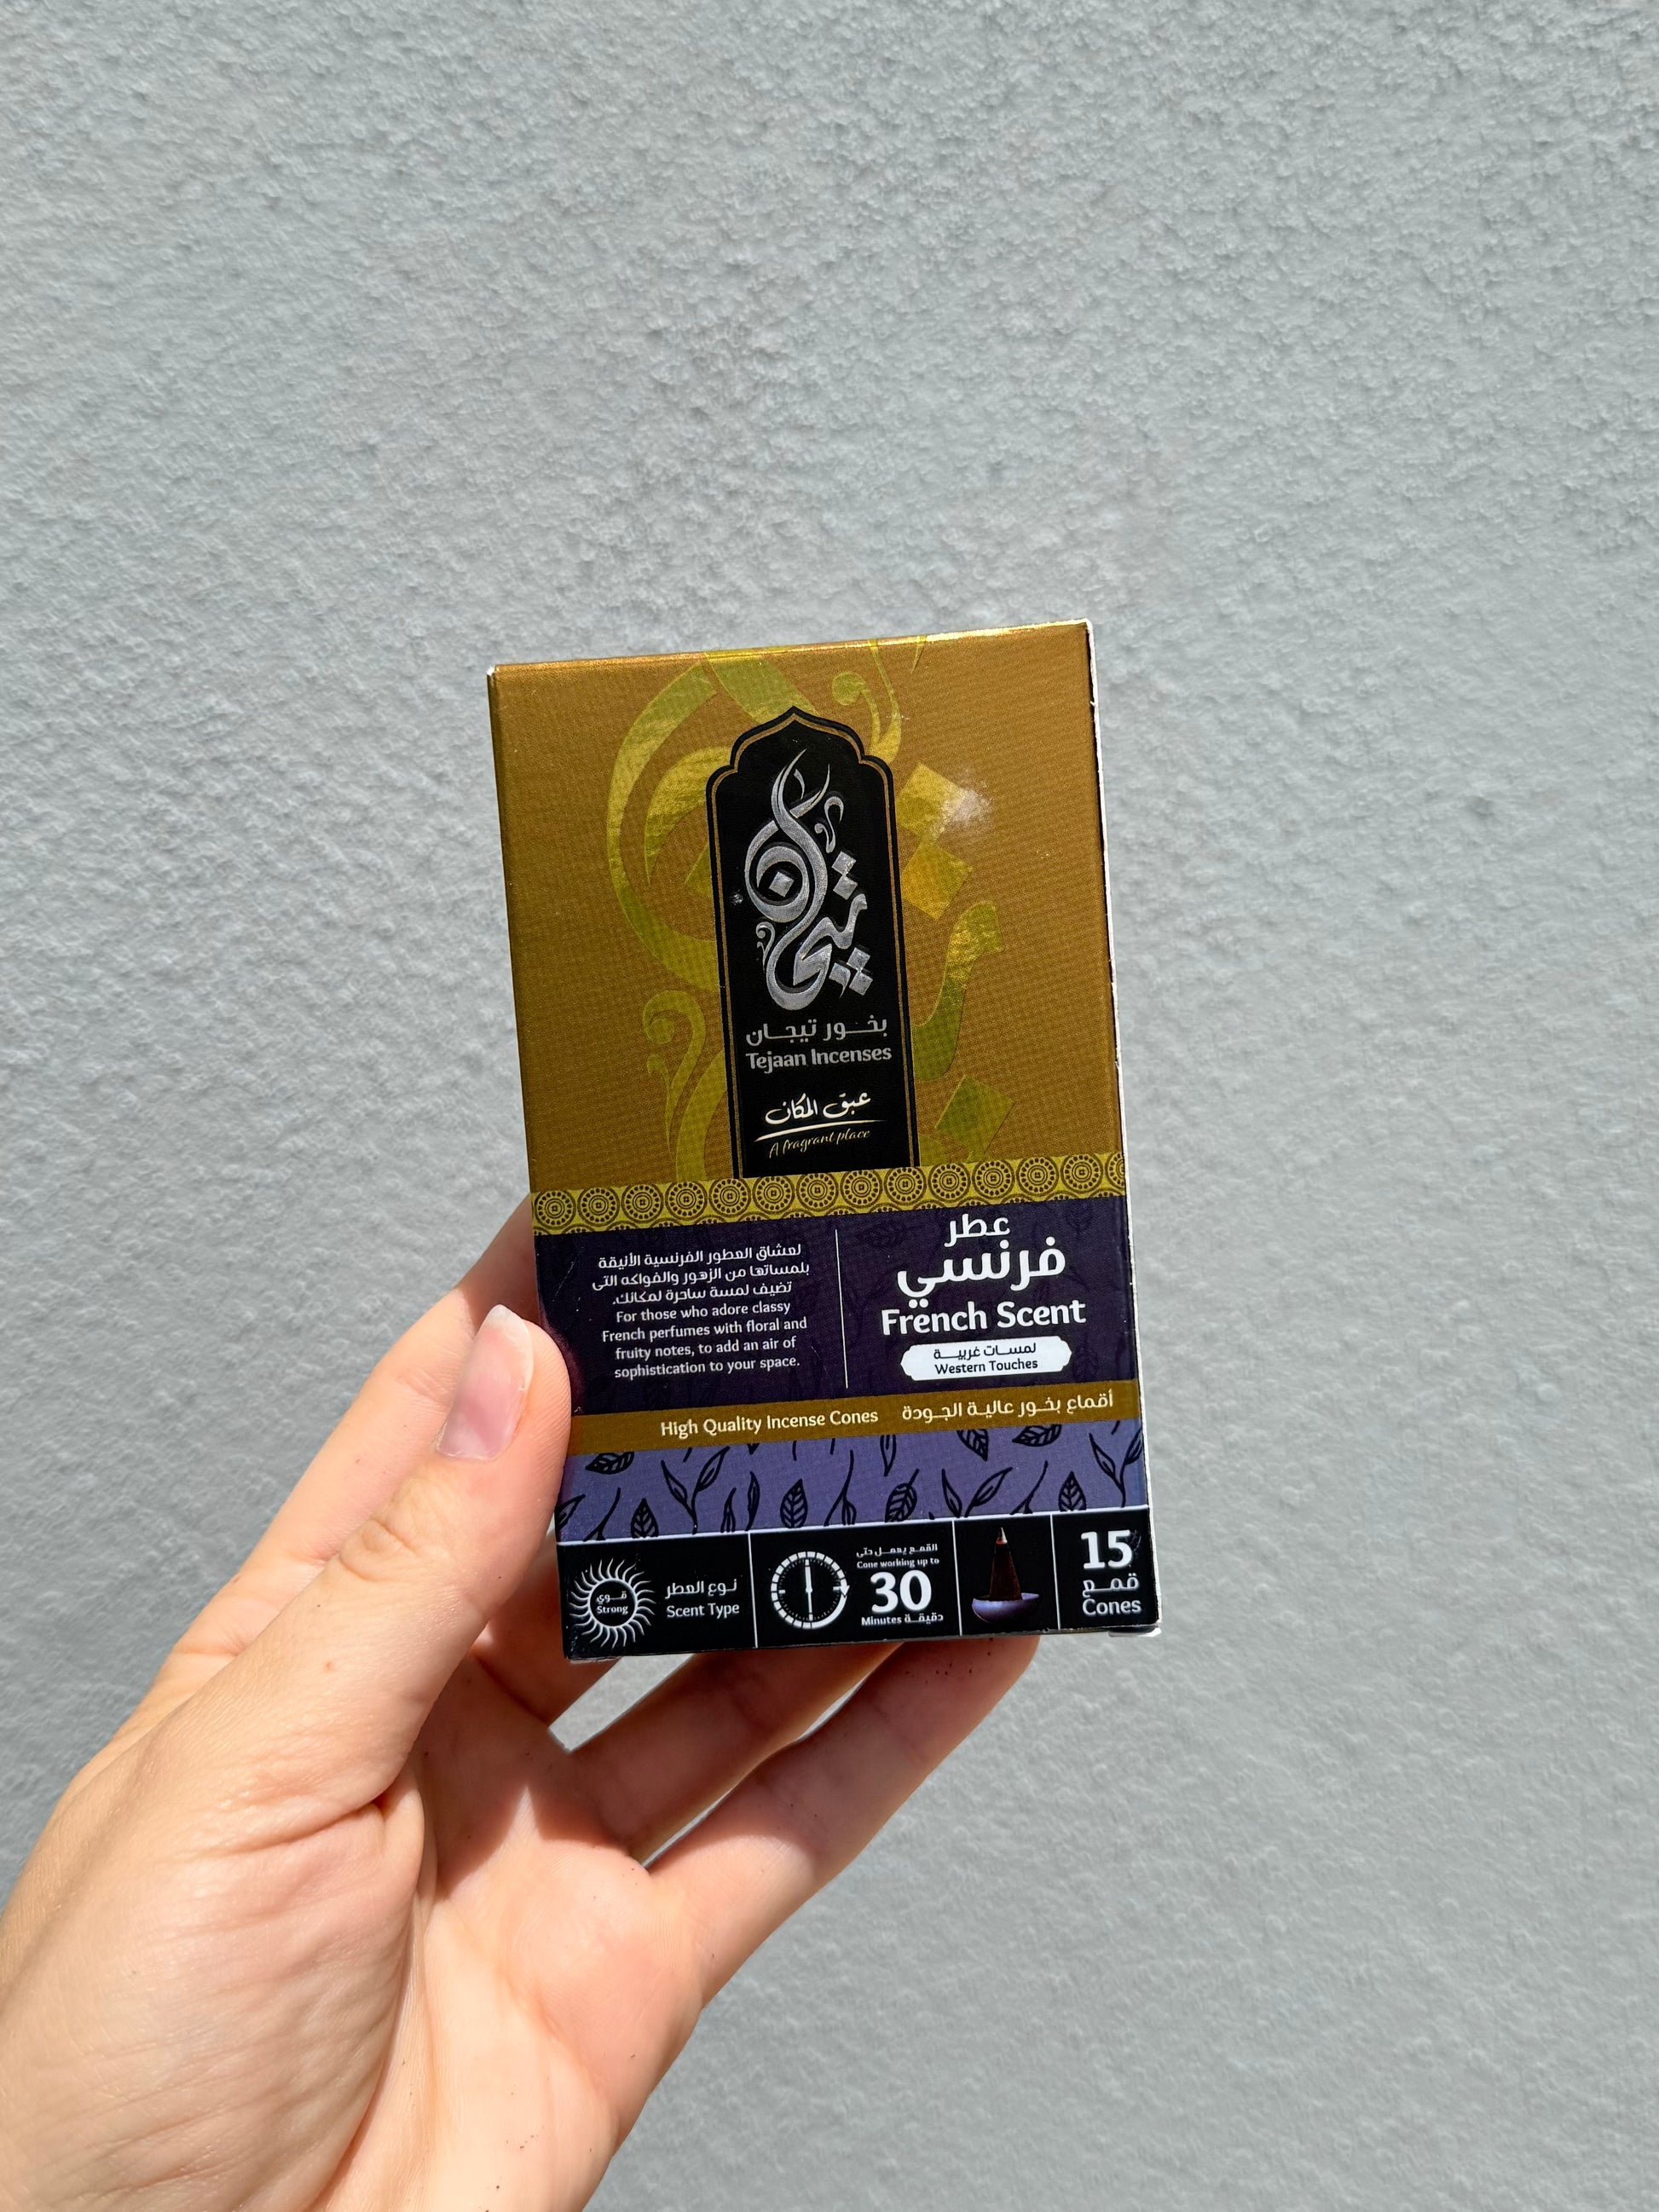 تيجان
بخور تيجان
Tejaan Incenses
عبق المكان
A fragrant place
عطر
فرنسي
French Scent
لمسات غربية
Western Touches
لعشاق العطور الفرنسية الأنيقة
بلمساتها من الزهور والفواكه التى
تضيف لمسة ساحرة لمكانك.
For those who adore classy
French perfumes with floral and
fruity notes, to add an air of
sophistication to your space.
High Quality Incense Cones أقماع بخور عالية الجودة
قوي
Strong
نوع العطر
Scent Type
القمع يعمل حتى
Cone working up to
30
Minutes دقيقة
15
قمع
Cones